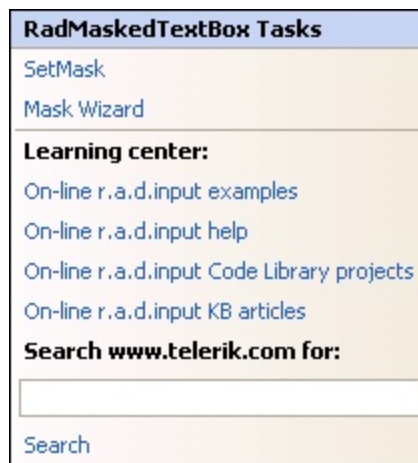 RadMaskedTextBox Tasks
SetMask
Mask Wizard
Learning center:
On-line r.a.d.input examples
On-line r.a.d.input help
On-line r.a.d.input Code Library projects
On-line r.a.d.input KB articles
Search www.telerik.com for:
Search